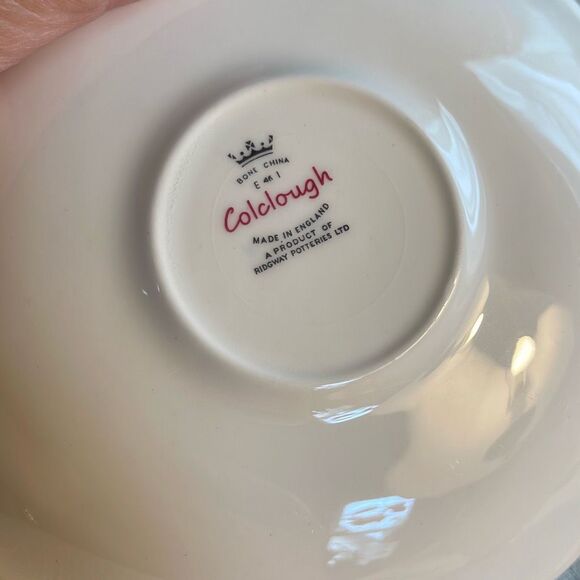 BONE CHINA
E 46 1
Colclough
MADE IN ENGLAND
A PRODUCT OF
RIDGWAY POTTERIES LTD